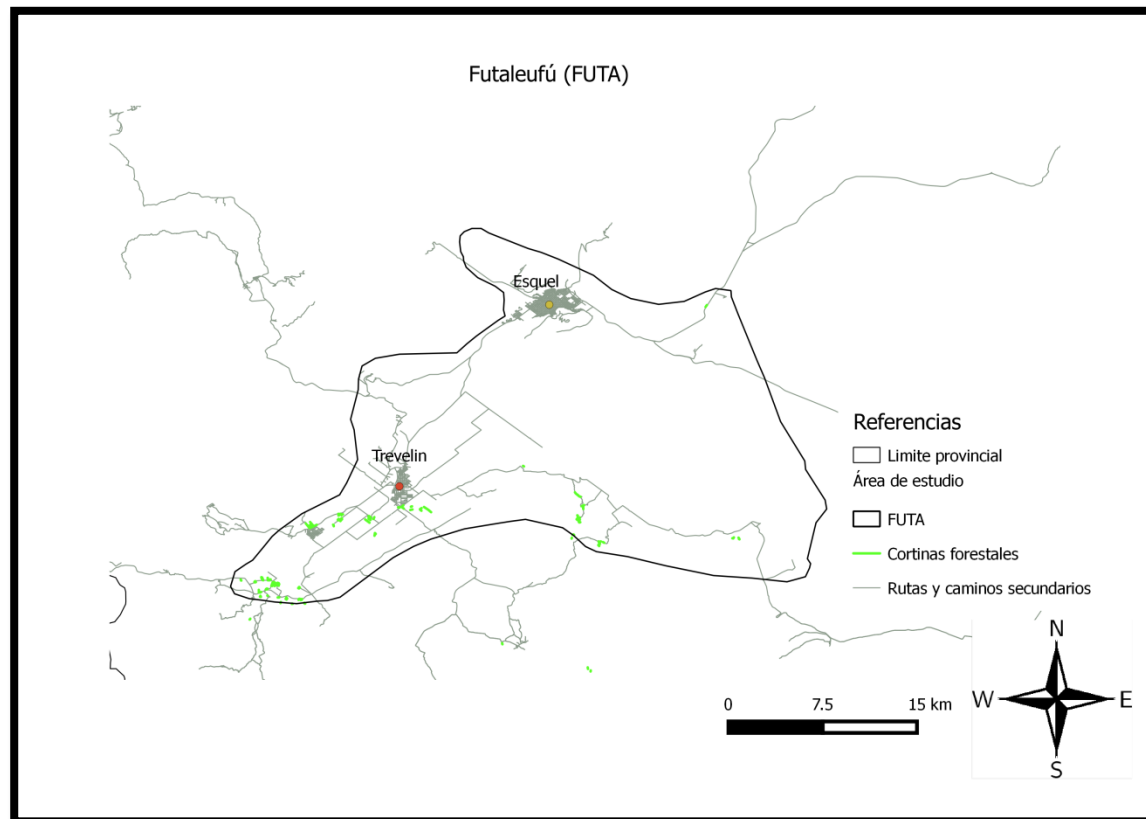 Futaleufú (FUTA)
Esquel
Trevelin
Referencias
Limite provincial
Área de estudio
FUTA
Cortinas forestales
Rutas y caminos secundarios
N
W
E
S
0 7.5 15 km